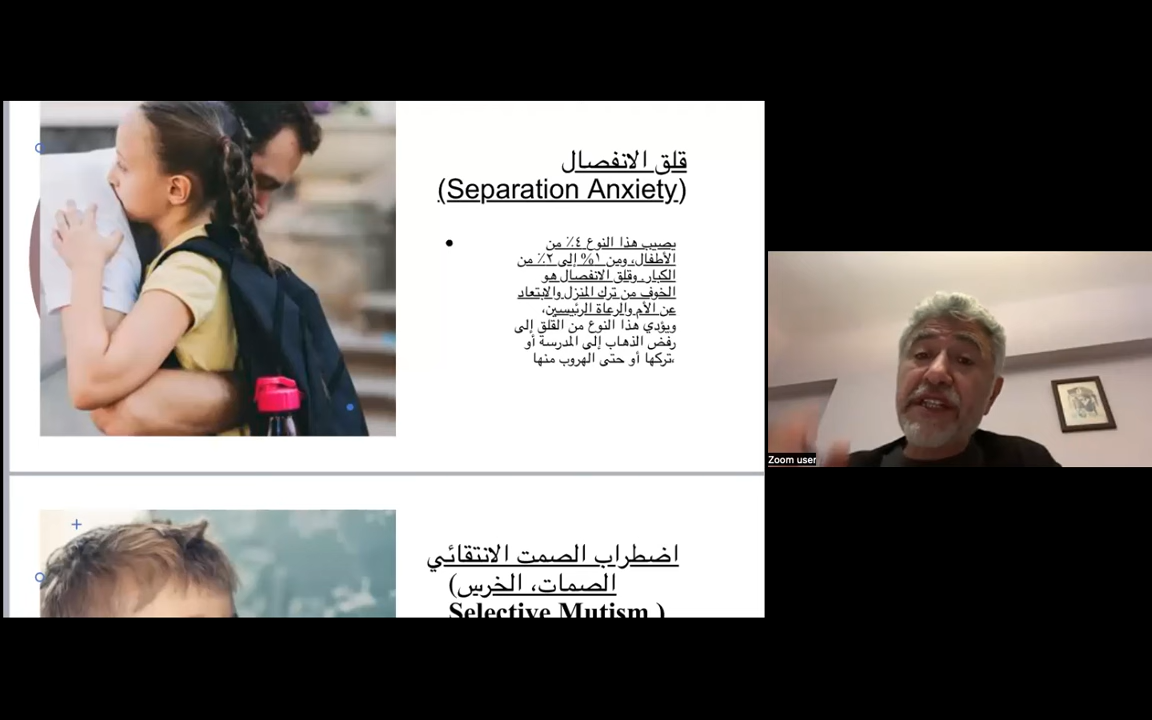 قلق الانفصال
(Separation Anxiety)
يصيب هذا النوع ٤٪ من
الأطفال، ومن ١% إلى ٢٪ من
الكبار. وقلق الانفصال هو
الخوف من ترك المنزل والابتعاد
عن الأم والرعاة الرئيسين،
ويؤدي هذا النوع من القلق إلى
رفض الذهاب إلى المدرسة أو
تركها أو حتى الهروب منها،
اضطراب الصمت الانتقائي
الصمات، الخرس)
Selective Mutism )
Zoom user